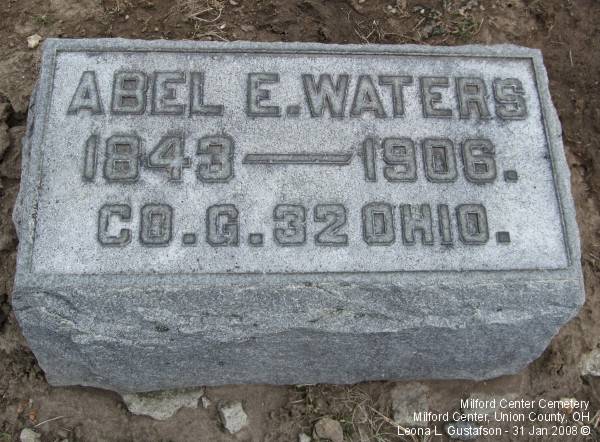 ABEL E. WATERS
1843 — 1906.
CO. G. 32 OHIO.
Milford Center Cemetery
Milford Center, Union County, OH
Leona L. Gustafson - 31 Jan 2008 ©